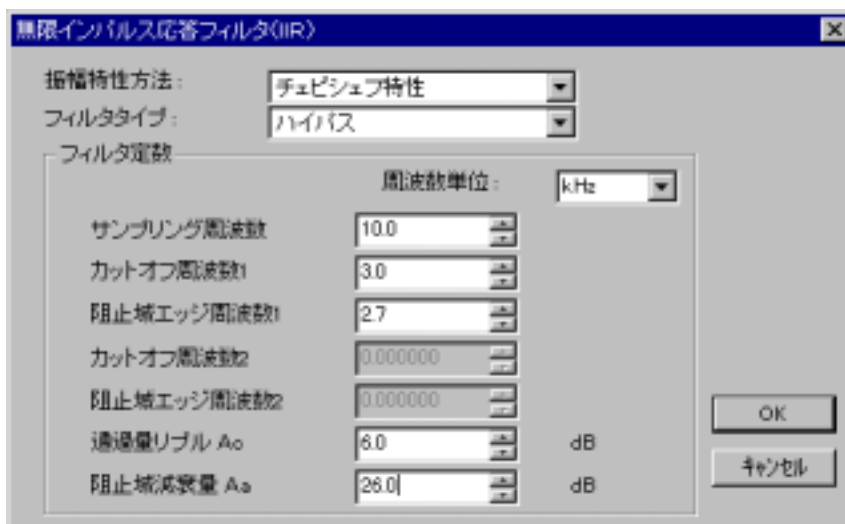 無限インパルス応答フィルタ(IIR)
振幅特性方法： チェビシェフ特性
フィルタタイプ： ハイパス
フィルタ定数
周波数単位： kHz
サンプリング周波数 10.0
カットオフ周波数1 3.0
阻止域エッジ周波数1 2.7
カットオフ周波数2 0.000000
阻止域エッジ周波数2 0.000000
通過量リプル Ao 6.0 dB
阻止域減衰量 Aa 26.0 dB
OK
キャンセル